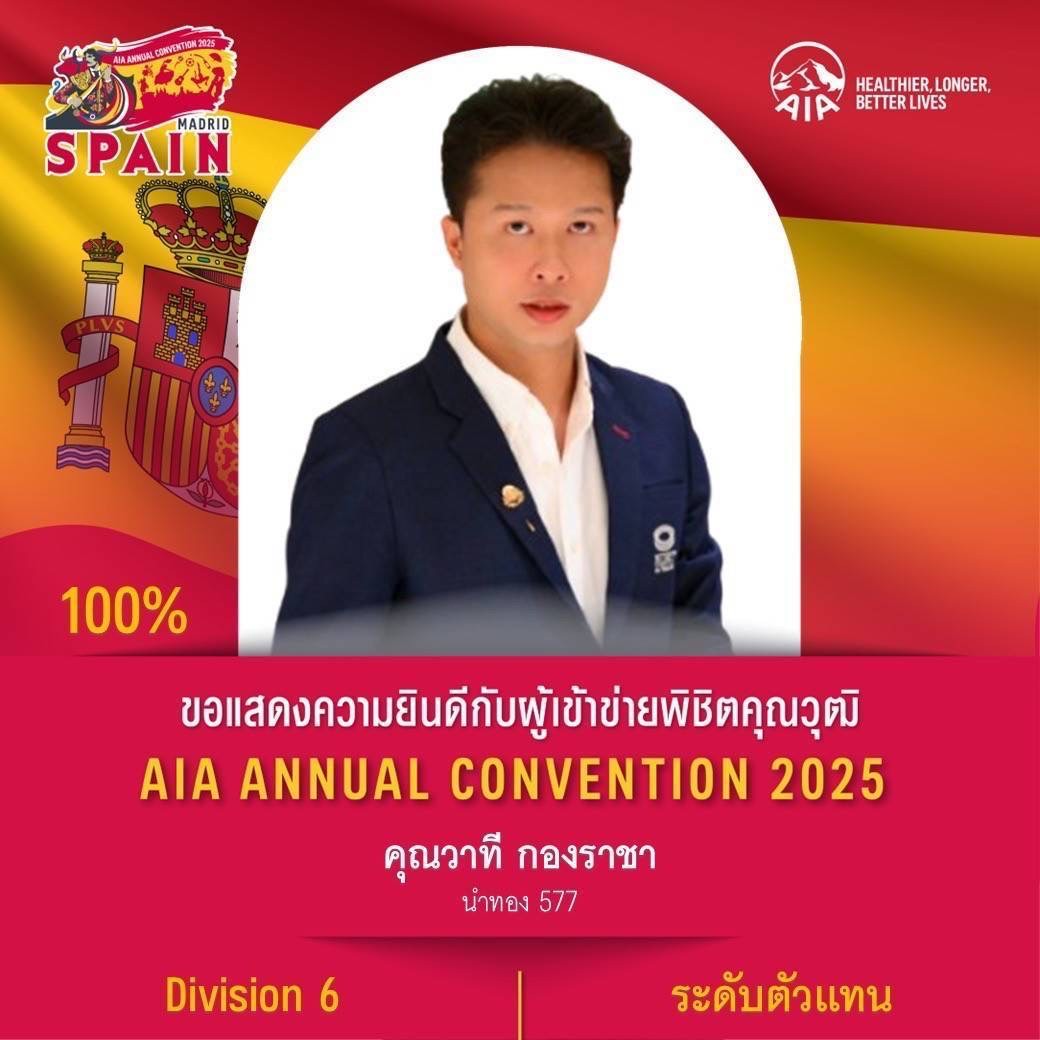 AIA ANNUAL CONVENTION 2025
MADRID
SPAIN
AIA
HEALTHIER, LONGER,
BETTER LIVES
PLVS
100%
ขอแสดงความยินดีกับผู้เข้าข่ายพิชิตคุณวุฒิ
AIA ANNUAL CONVENTION 2025
คุณวาที กองราชา
นำทอง 577
Division 6
ระดับตัวแทน